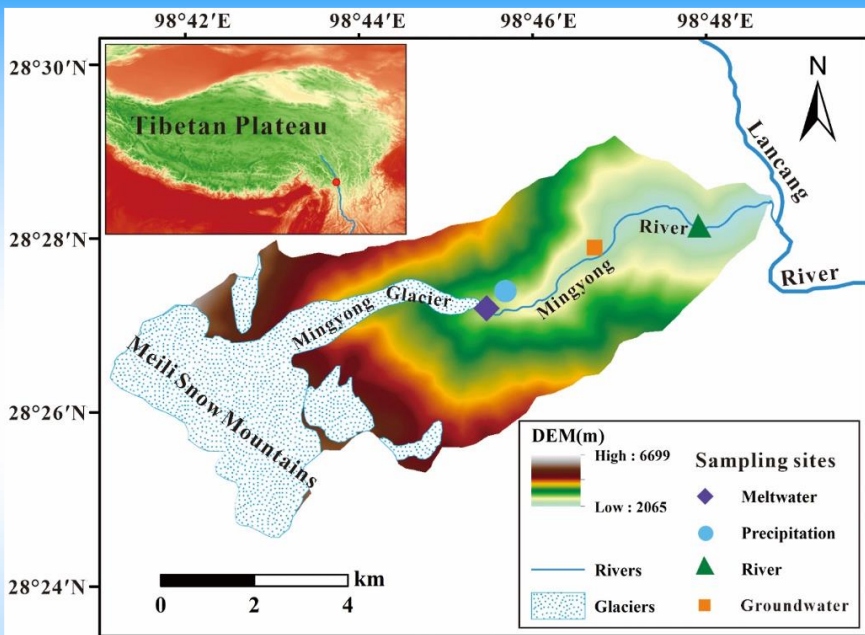 98°42′E
98°44′E
98°46′E
98°48′E
28°30′N
28°28′N
28°26′N
28°24′N
Tibetan Plateau
N
Lancang
River
River
Mingyong
Mingyong Glacier
Meili Snow Mountains
DEM(m)
High : 6699
Low : 2065
Rivers
Glaciers
Sampling sites
Meltwater
Precipitation
River
Groundwater
km
0 2 4